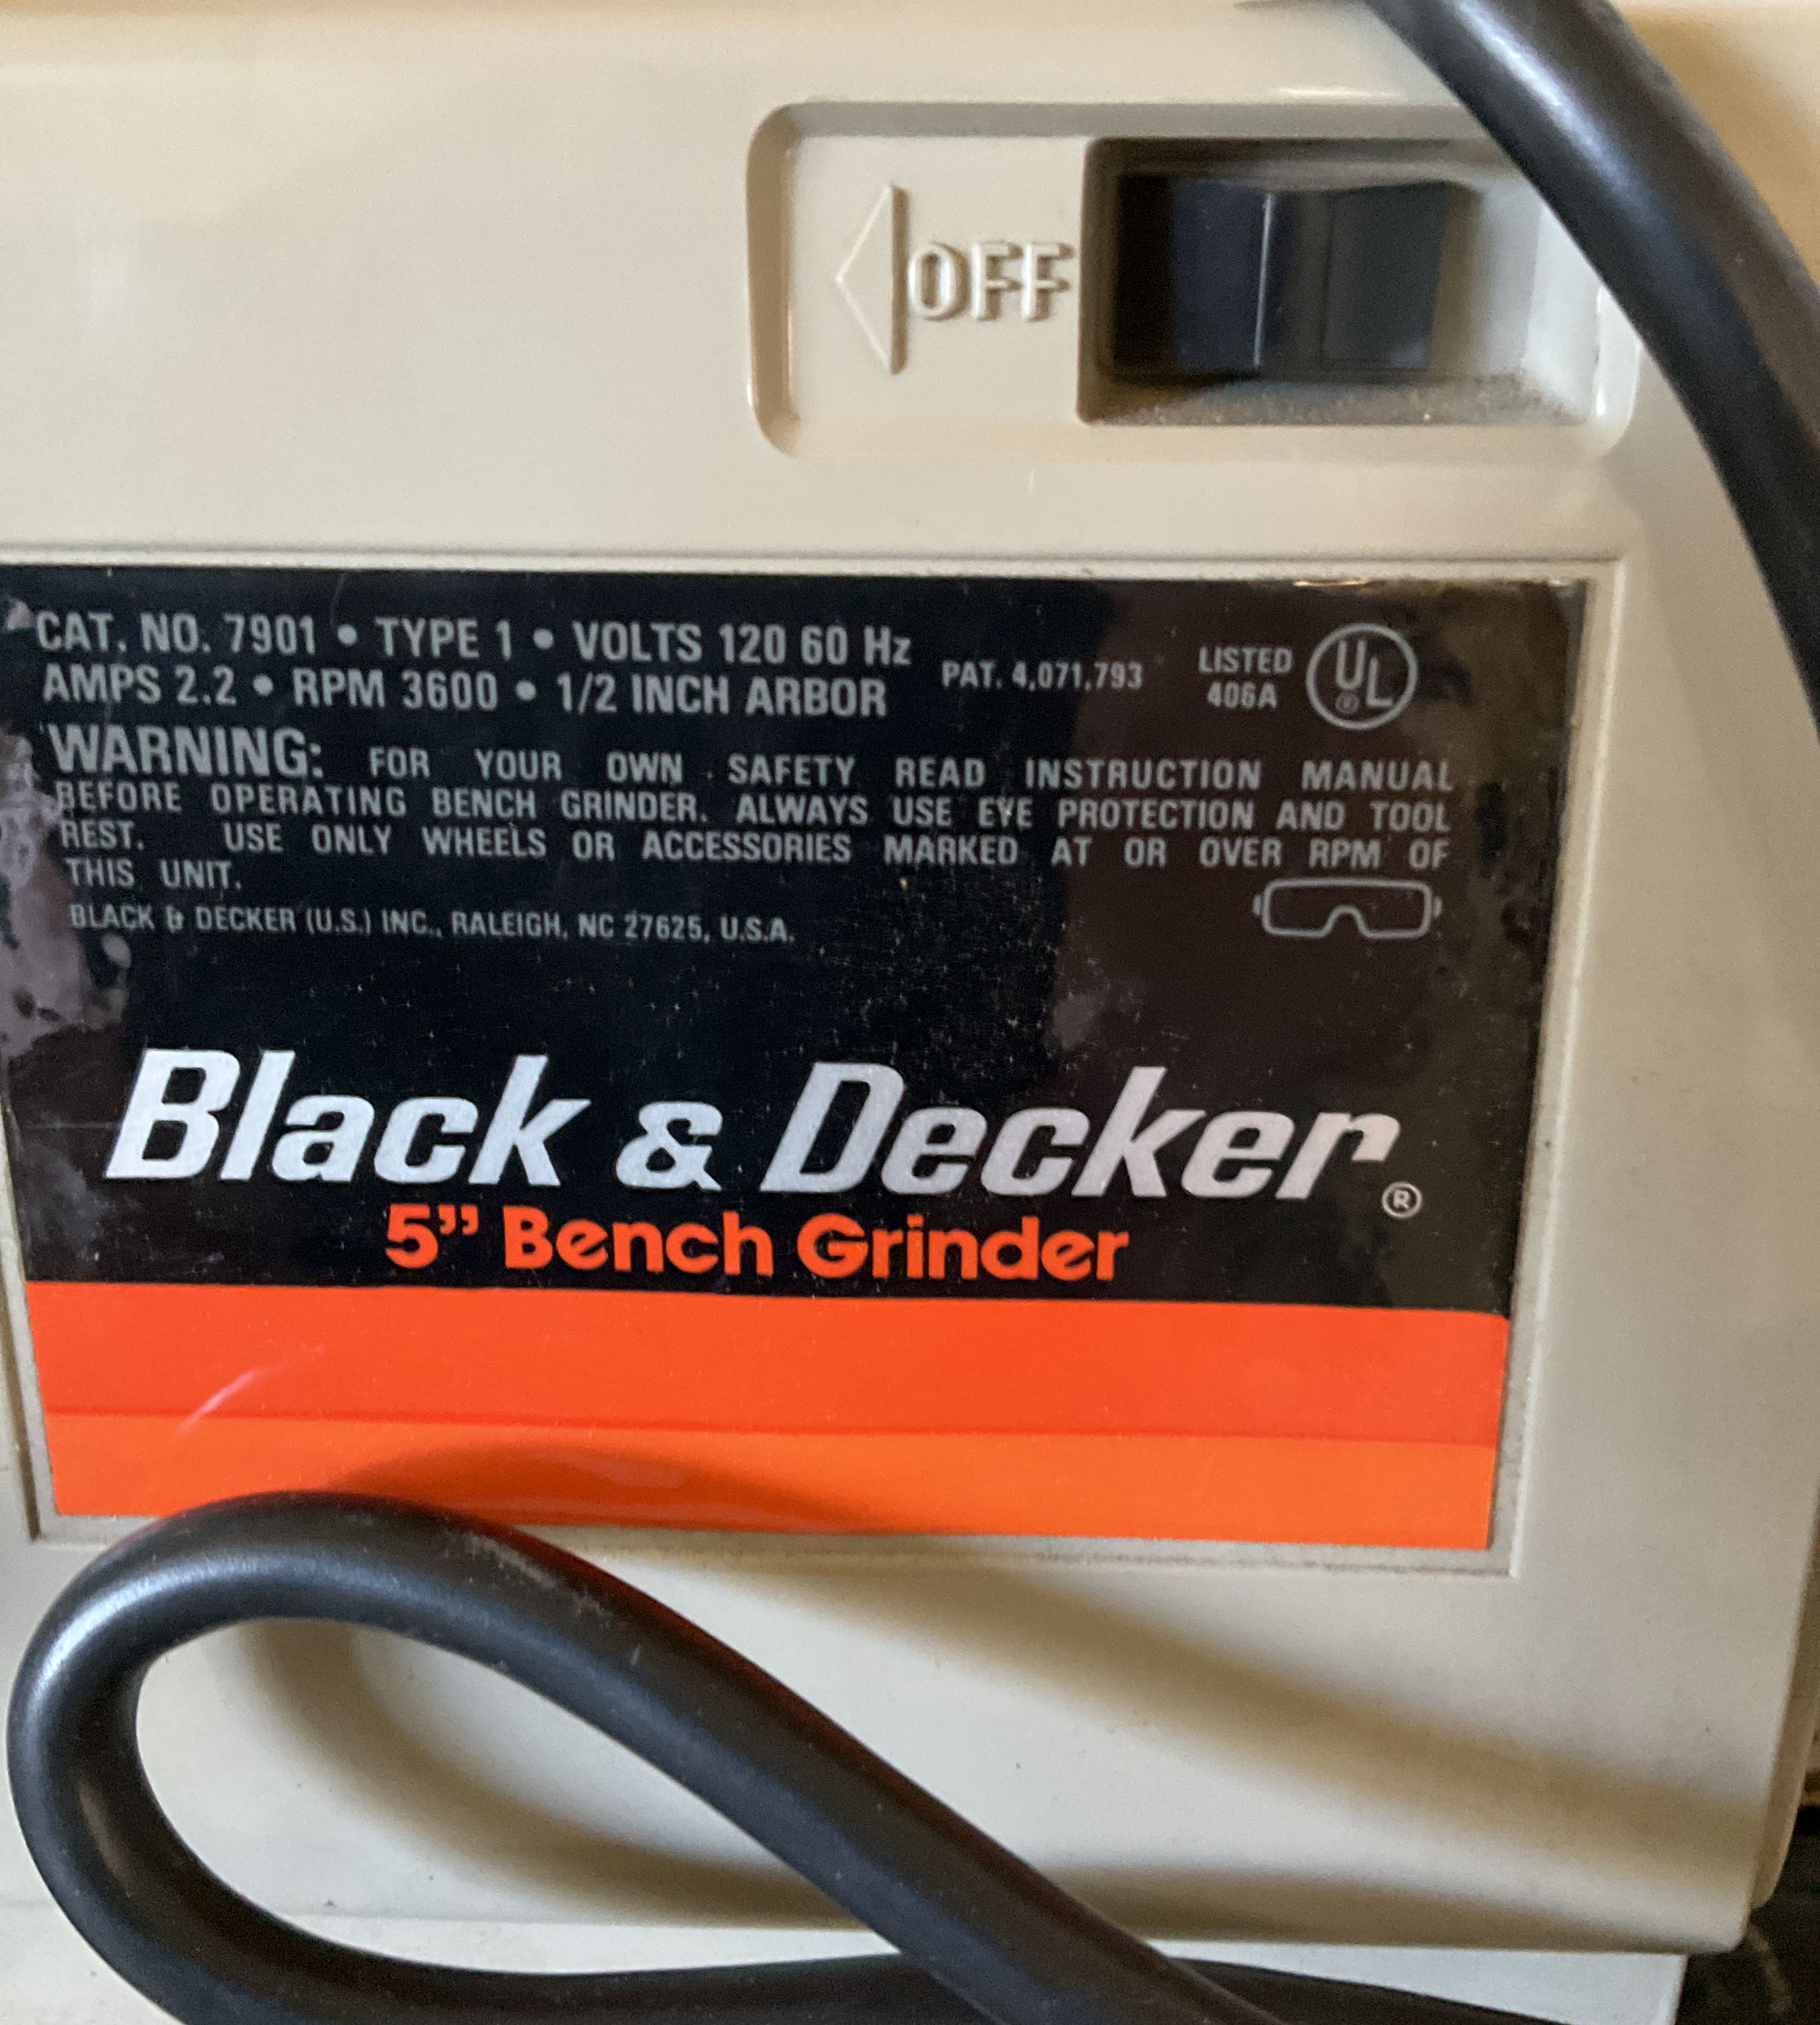 OFF
CAT. NO. 7901 • TYPE 1 • VOLTS 120 60 Hz
AMPS 2.2 • RPM 3600 • 1/2 INCH ARBOR
PAT. 4,071,793
LISTED
406A
UL
®
WARNING: FOR YOUR OWN SAFETY READ INSTRUCTION MANUAL
BEFORE OPERATING BENCH GRINDER. ALWAYS USE EYE PROTECTION AND TOOL
REST. USE ONLY WHEELS OR ACCESSORIES MARKED AT OR OVER RPM OF
THIS UNIT.
BLACK & DECKER (U.S.) INC., RALEIGH, NC 27625, U.S.A.
Black & Decker®
5” Bench Grinder